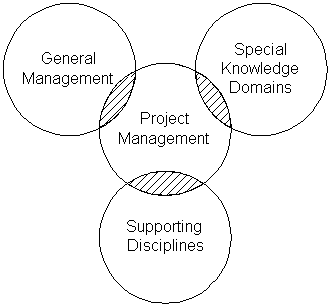 General
Management
Special
Knowledge
Domains
Project
Management
Supporting
Disciplines